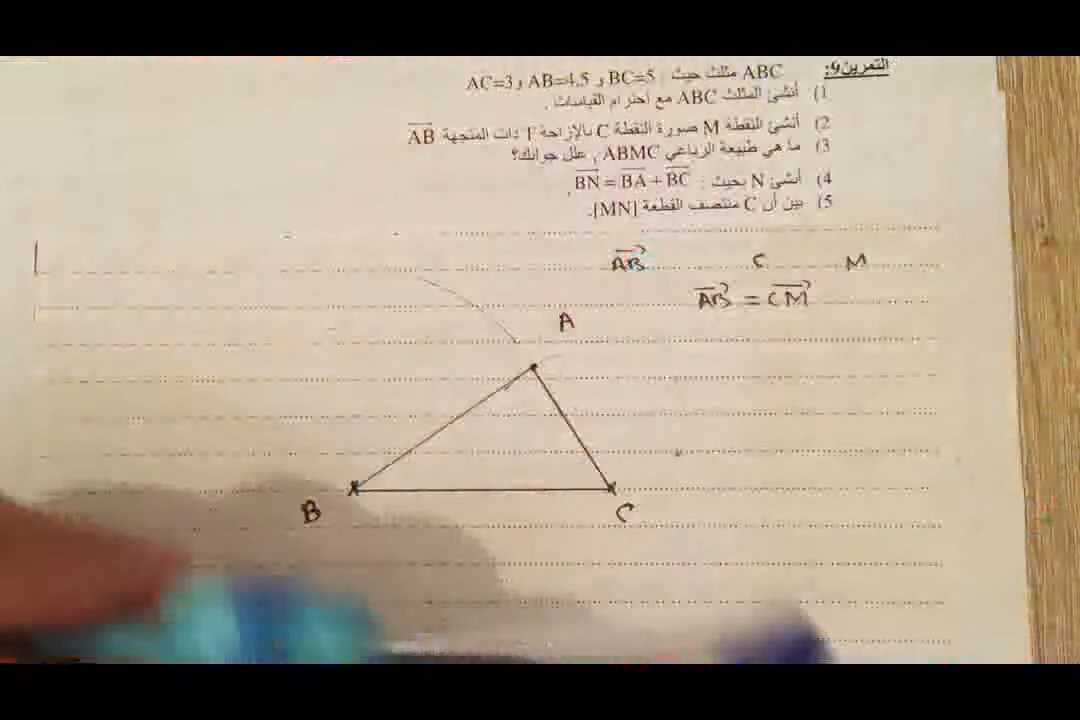 التمرين9:
ABC مثلث حيث : BC=5 و AB=4,5 و AC=3
1) أنشئ المثلث ABC مع احترام القياسات .
2) أنشئ النقطة M صورة النقطة C بالإزاحة T ذات المتجهة AB
3) ما هي طبيعة الرباعي ABMC , علل جوابك؟
4) أنشئ N بحيث : BN = BA + BC .
5) بين أن C منتصف القطعة [MN].
AB C M
AB = CM
A
B C